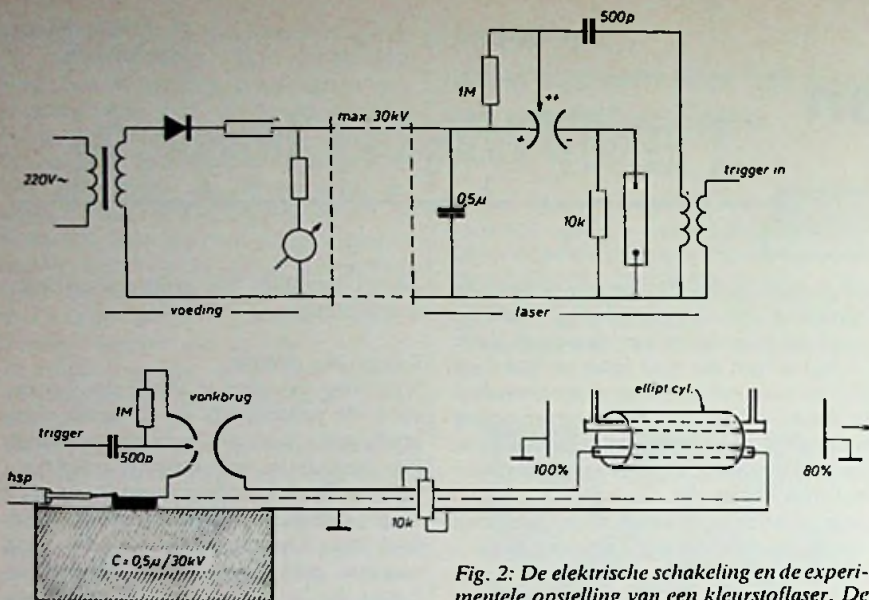 500p
1M
++
max 30kV
+
-
220V~
0,5µ
10k
trigger in
voeding
laser
1M
vonkbrug
trigger
500p
ellipt cyl.
hsp
100%
80%
10k
C = 0,5µ/30kV
Fig. 2: De elektrische schakeling en de experi-
mentele opstelling van een kleurstoflaser. De